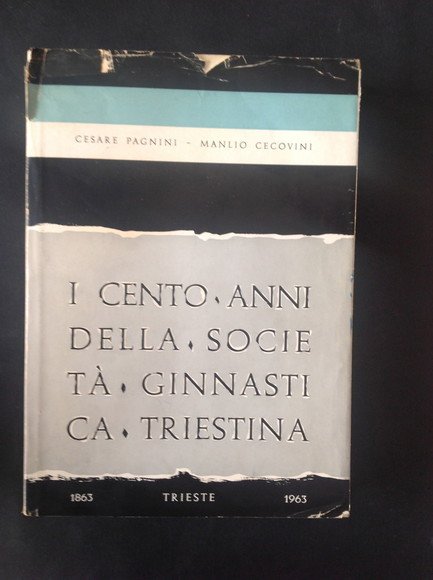 CESARE PAGNINI - MANLIO CECOVINI
I CENTO ♦ ANNI
DELLA ♦ SOCIE
TÀ ♦ GINNASTI
CA ♦ TRIESTINA
1863 TRIESTE 1963